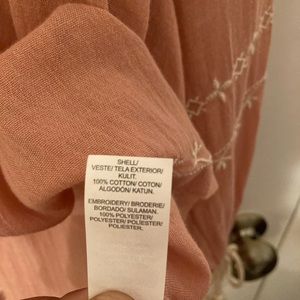 SHELL/
VESTE/ TELA EXTERIOR/
KULIT.
100% COTTON/ COTON/
ALGODÓN/ KATUN.
EMBROIDERY/ BRODERIE/
BORDADO/ SULAMAN.
100% POLYESTER/
POLYESTER/ POLIÉSTER/
POLIESTER.